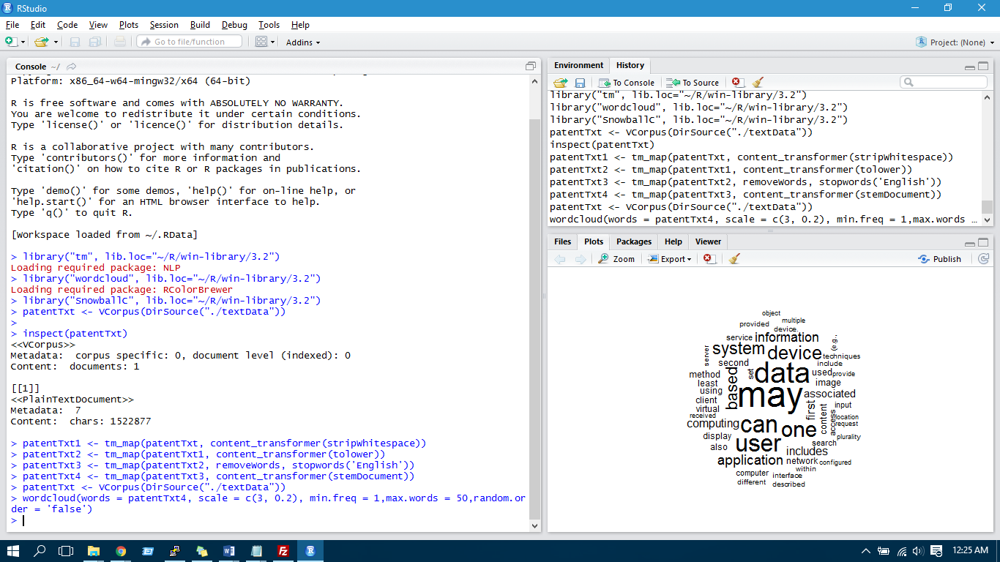 RStudio
File Edit Code View Plots Session Build Debug Tools Help
Go to file/function Addins Project: (None)
Console ~/
Platform: x86_64-w64-mingw32/x64 (64-bit)
R is free software and comes with ABSOLUTELY NO WARRANTY.
You are welcome to redistribute it under certain conditions.
Type 'license()' or 'licence()' for distribution details.
R is a collaborative project with many contributors.
Type 'contributors()' for more information and
'citation()' on how to cite R or R packages in publications.
Type 'demo()' for some demos, 'help()' for on-line help, or
'help.start()' for an HTML browser interface to help.
Type 'q()' to quit R.
[Workspace loaded from ~/.RData]
> library("tm", lib.loc="~/R/win-library/3.2")
Loading required package: NLP
> library("wordcloud", lib.loc="~/R/win-library/3.2")
Loading required package: RColorBrewer
> library("SnowballC", lib.loc="~/R/win-library/3.2")
> patentTxt <- VCorpus(DirSource("./textData"))
>
> inspect(patentTxt)
<<VCorpus>>
Metadata:  corpus specific: 0, document level (indexed): 0
Content:  documents: 1
[[1]]
<<PlainTextDocument>>
Metadata:  7
Content:  chars: 1522877
> patentTxt1 <- tm_map(patentTxt, content_transformer(stripWhitespace))
> patentTxt2 <- tm_map(patentTxt1, content_transformer(tolower))
> patentTxt3 <- tm_map(patentTxt2, removeWords, stopwords('English'))
> patentTxt4 <- tm_map(patentTxt3, content_transformer(stemDocument))
> patentTxt <- VCorpus(DirSource("./textData"))
> wordcloud(words = patentTxt4, scale = c(3, 0.2), min.freq = 1,max.words = 50,random.or
der = 'false')
>
Environment History
To Console To Source
library("tm", lib.loc="~/R/win-library/3.2")
library("wordcloud", lib.loc="~/R/win-library/3.2")
library("SnowballC", lib.loc="~/R/win-library/3.2")
patentTxt <- VCorpus(DirSource("./textData"))
inspect(patentTxt)
patentTxt1 <- tm_map(patentTxt, content_transformer(stripWhitespace))
patentTxt2 <- tm_map(patentTxt1, content_transformer(tolower))
patentTxt3 <- tm_map(patentTxt2, removeWords, stopwords('English'))
patentTxt4 <- tm_map(patentTxt3, content_transformer(stemDocument))
patentTxt <- VCorpus(DirSource("./textData"))
wordcloud(words = patentTxt4, scale = c(3, 0.2), min.freq = 1,max.words ...
Files Plots Packages Help Viewer
Zoom Export Publish
object
multiple
provided
device.
service
information
(e.g.,
system
device
server
techniques
second
include
set
data
used
provide
method
least
image
based
using
may
associated
client
first
input
virtual
content
access
received
location
computing
can
one
request
display
plurality
user
search
also
includes
application
network
configured
within
computer
interface
different
described
12:25 AM